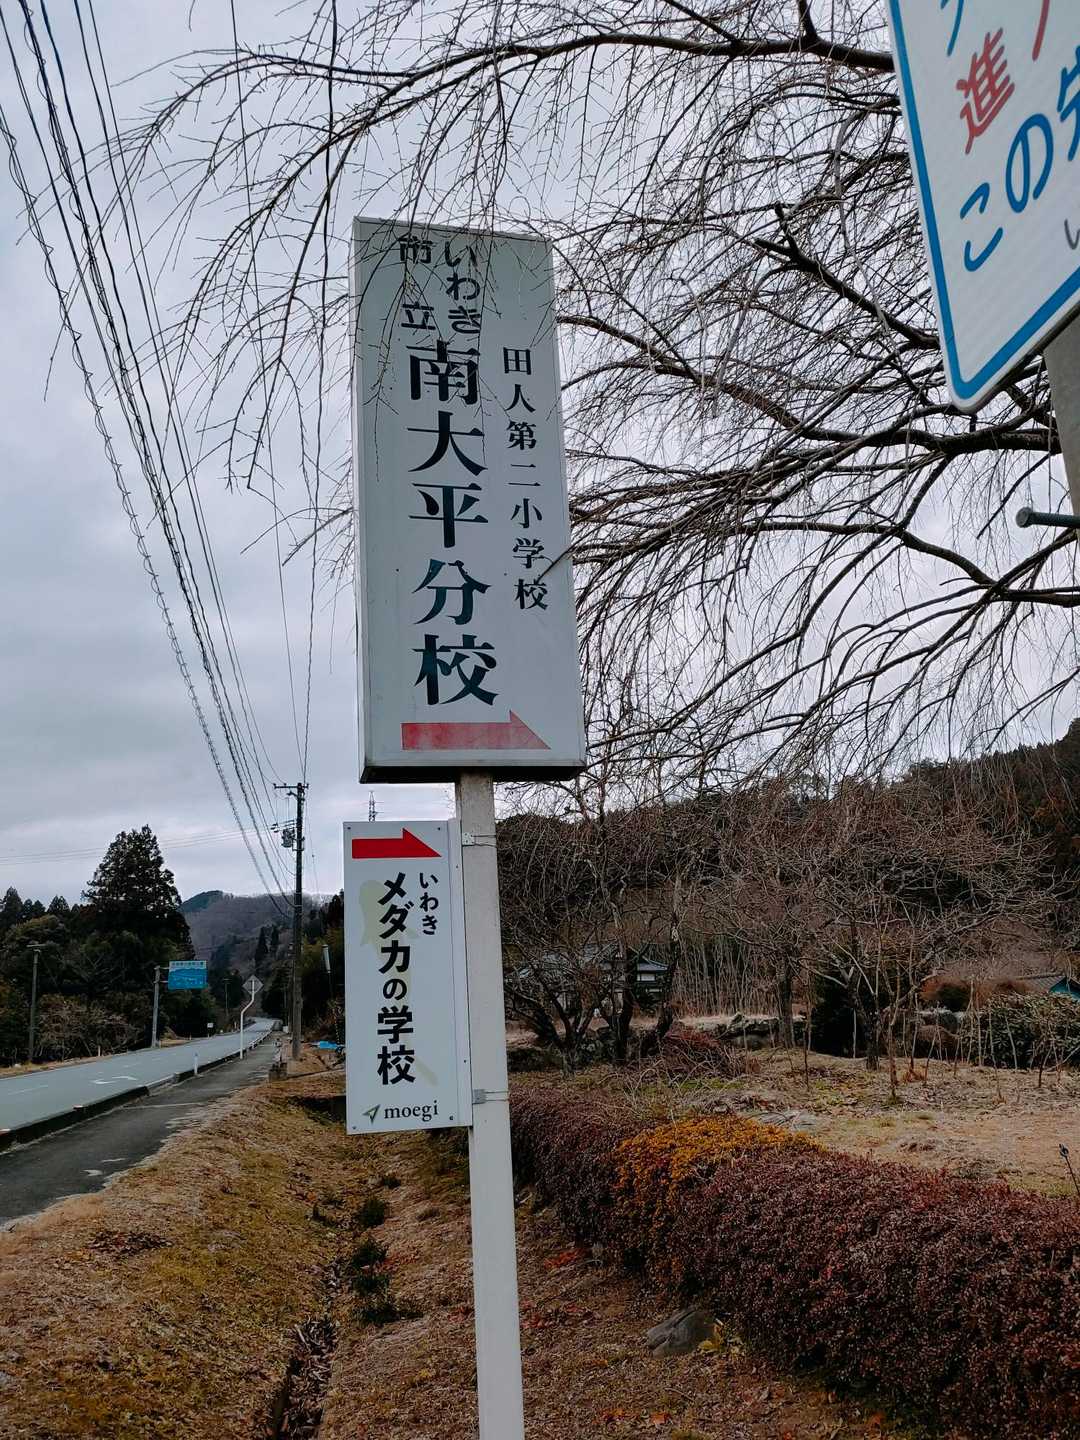 いわき
市立
田人第二小学校
南大平分校
いわき
メダカの学校
moegi
進
この先